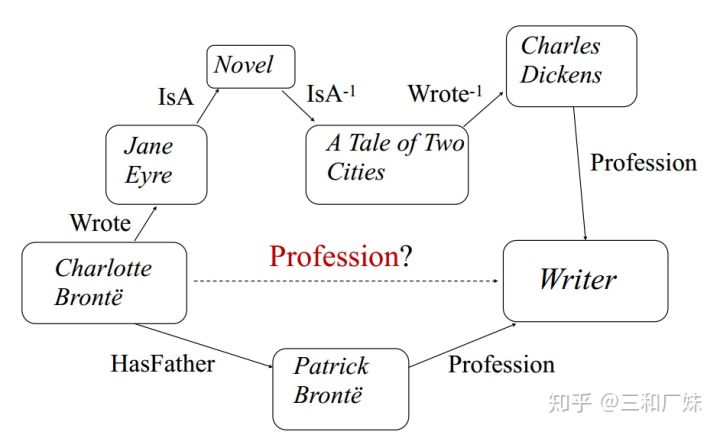 Charles
Dickens
Novel
IsA
IsA-1
Wrote-1
Jane
Eyre
A Tale of Two
Cities
Profession
Wrote
Profession?
Charlotte
Brontë
Writer
HasFather
Patrick
Brontë
Profession
知乎 @三和厂妹